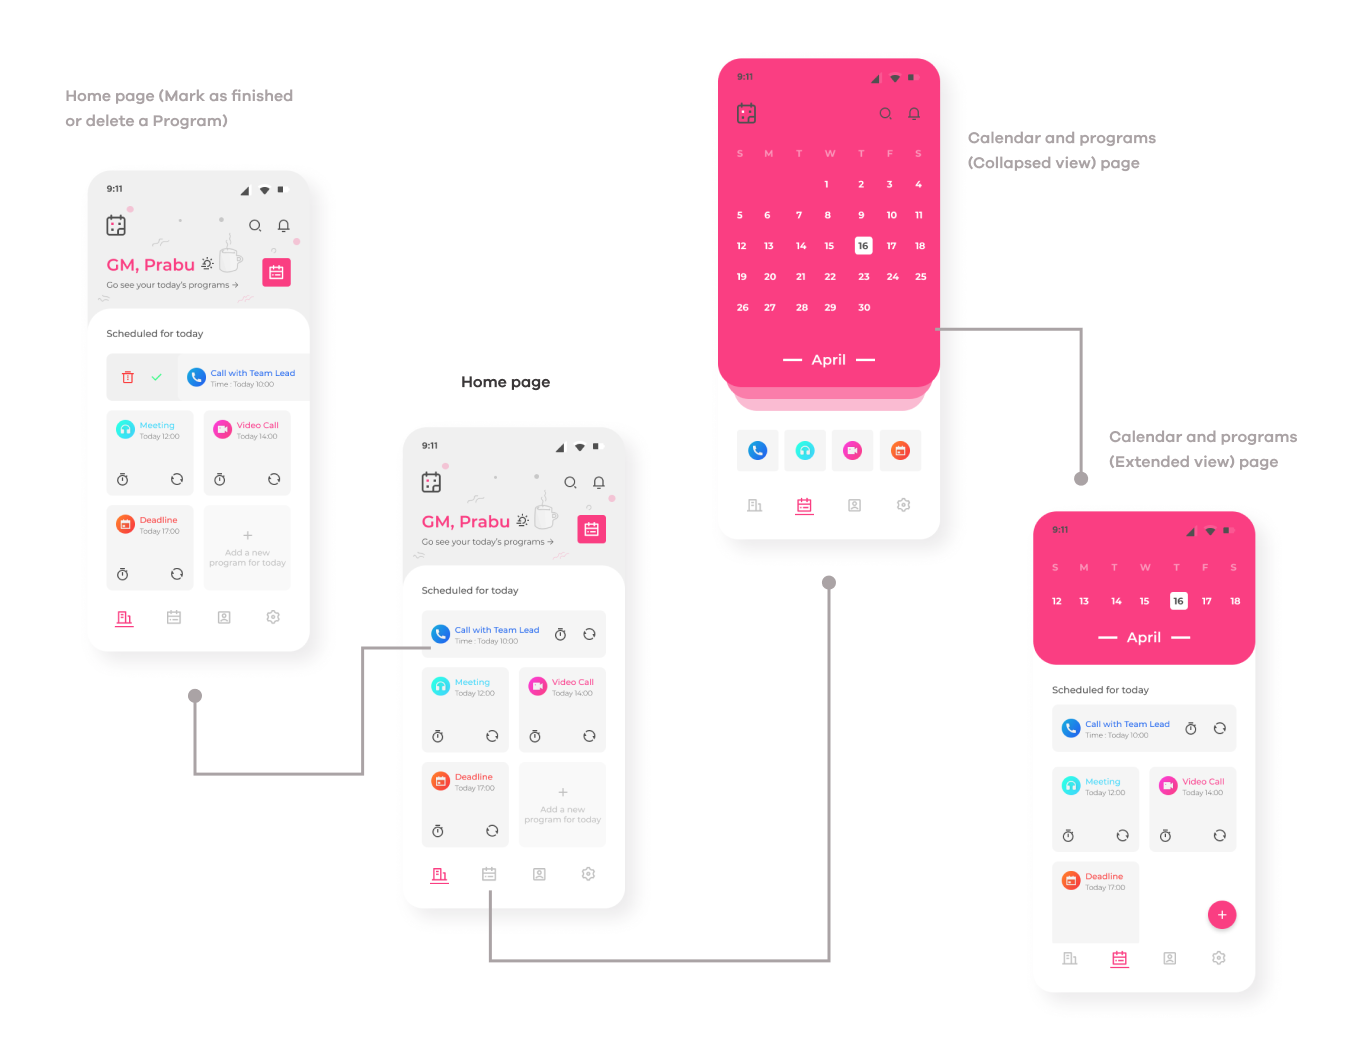 Home page (Mark as finished
or delete a Program)
9:11
GM, Prabu
Go see your today's programs →
Scheduled for today
Call with Team Lead
Time : Today 10:00
Meeting
Today 12:00
Video Call
Today 14:00
Deadline
Today 17:00
+
Add a new
program for today
Home page
9:11
GM, Prabu
Go see your today's programs →
Scheduled for today
Call with Team Lead
Time : Today 10:00
Meeting
Today 12:00
Video Call
Today 14:00
Deadline
Today 17:00
+
Add a new
program for today
9:11
S M T W T F S
1 2 3 4
5 6 7 8 9 10 11
12 13 14 15 16 17 18
19 20 21 22 23 24 25
26 27 28 29 30
April
Calendar and programs
(Collapsed view) page
Calendar and programs
(Extended view) page
9:11
S M T W T F S
12 13 14 15 16 17 18
April
Scheduled for today
Call with Team Lead
Time : Today 10:00
Meeting
Today 12:00
Video Call
Today 14:00
Deadline
Today 17:00
+